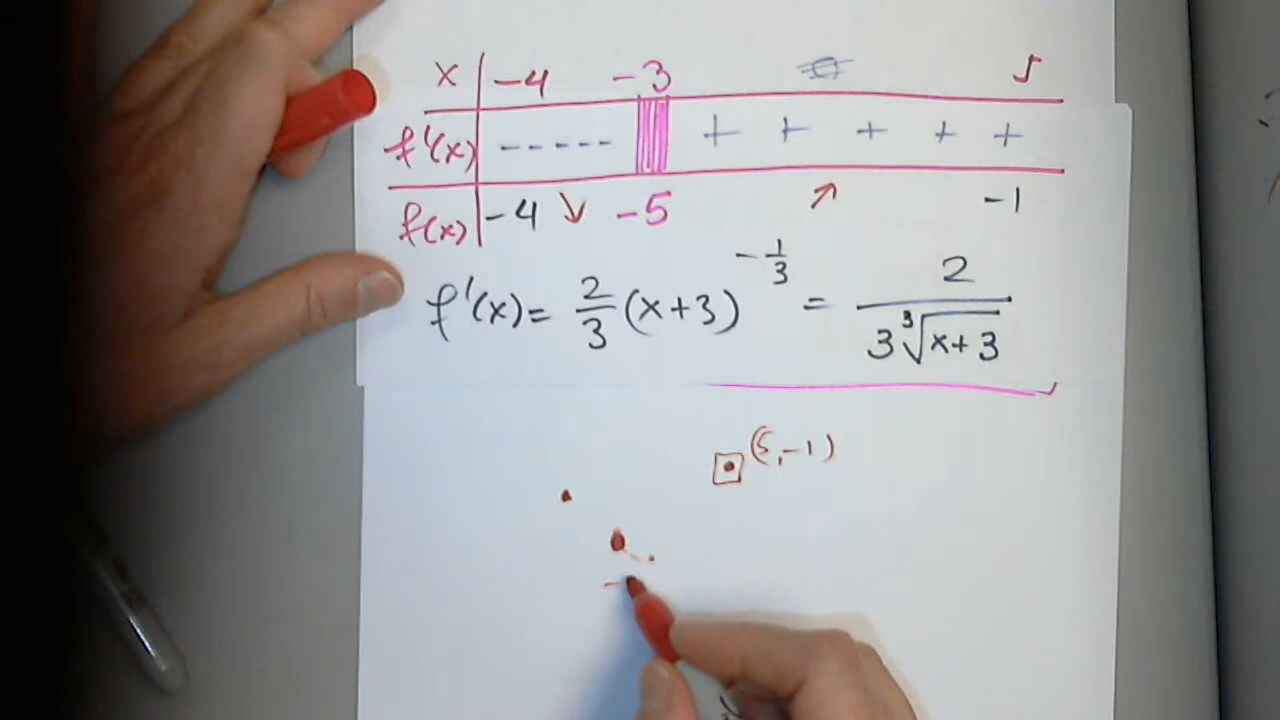 x -4 -3 5
f'(x) ----- + + + + +
f(x) -4 ↘ -5 ↗ -1
f'(x) = 2/3 (x+3)^(-1/3) = 2/(3∛(x+3))
(5,-1)